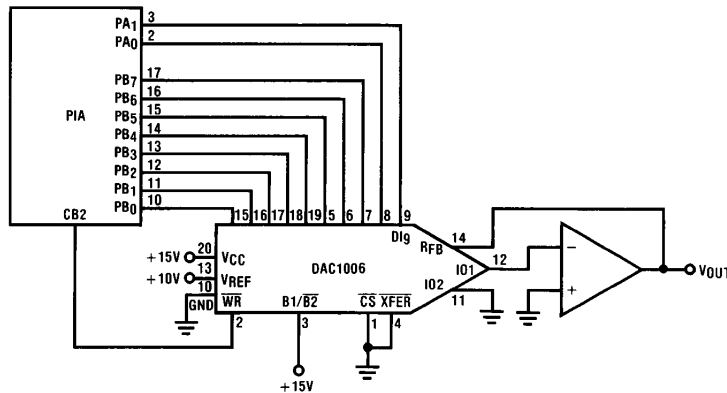 PA1 3
PA0 2
PB7 17
PB6 16
PIA
PB5 15
PB4 14
PB3 13
PB2 12
PB1 11
PB0 10
CB2
15 16 17 18 19 5 6 7 8 9
DI9
RFB 14
+15V 20 VCC
+10V 13 VREF
10 GND
DAC1006
IO1 12
IO2 11
WR B1/B2 CS XFER
2 3 1 4
+15V
−
+
VOUT